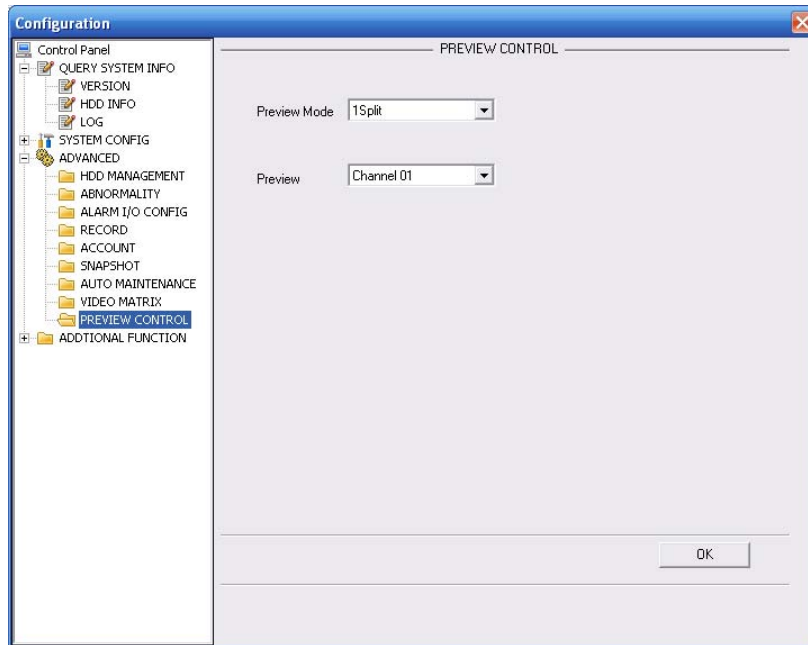 Configuration
Control Panel
QUERY SYSTEM INFO
VERSION
HDD INFO
LOG
SYSTEM CONFIG
ADVANCED
HDD MANAGEMENT
ABNORMALITY
ALARM I/O CONFIG
RECORD
ACCOUNT
SNAPSHOT
AUTO MAINTENANCE
VIDEO MATRIX
PREVIEW CONTROL
ADDTIONAL FUNCTION
PREVIEW CONTROL
Preview Mode 1Split
Preview Channel 01
OK